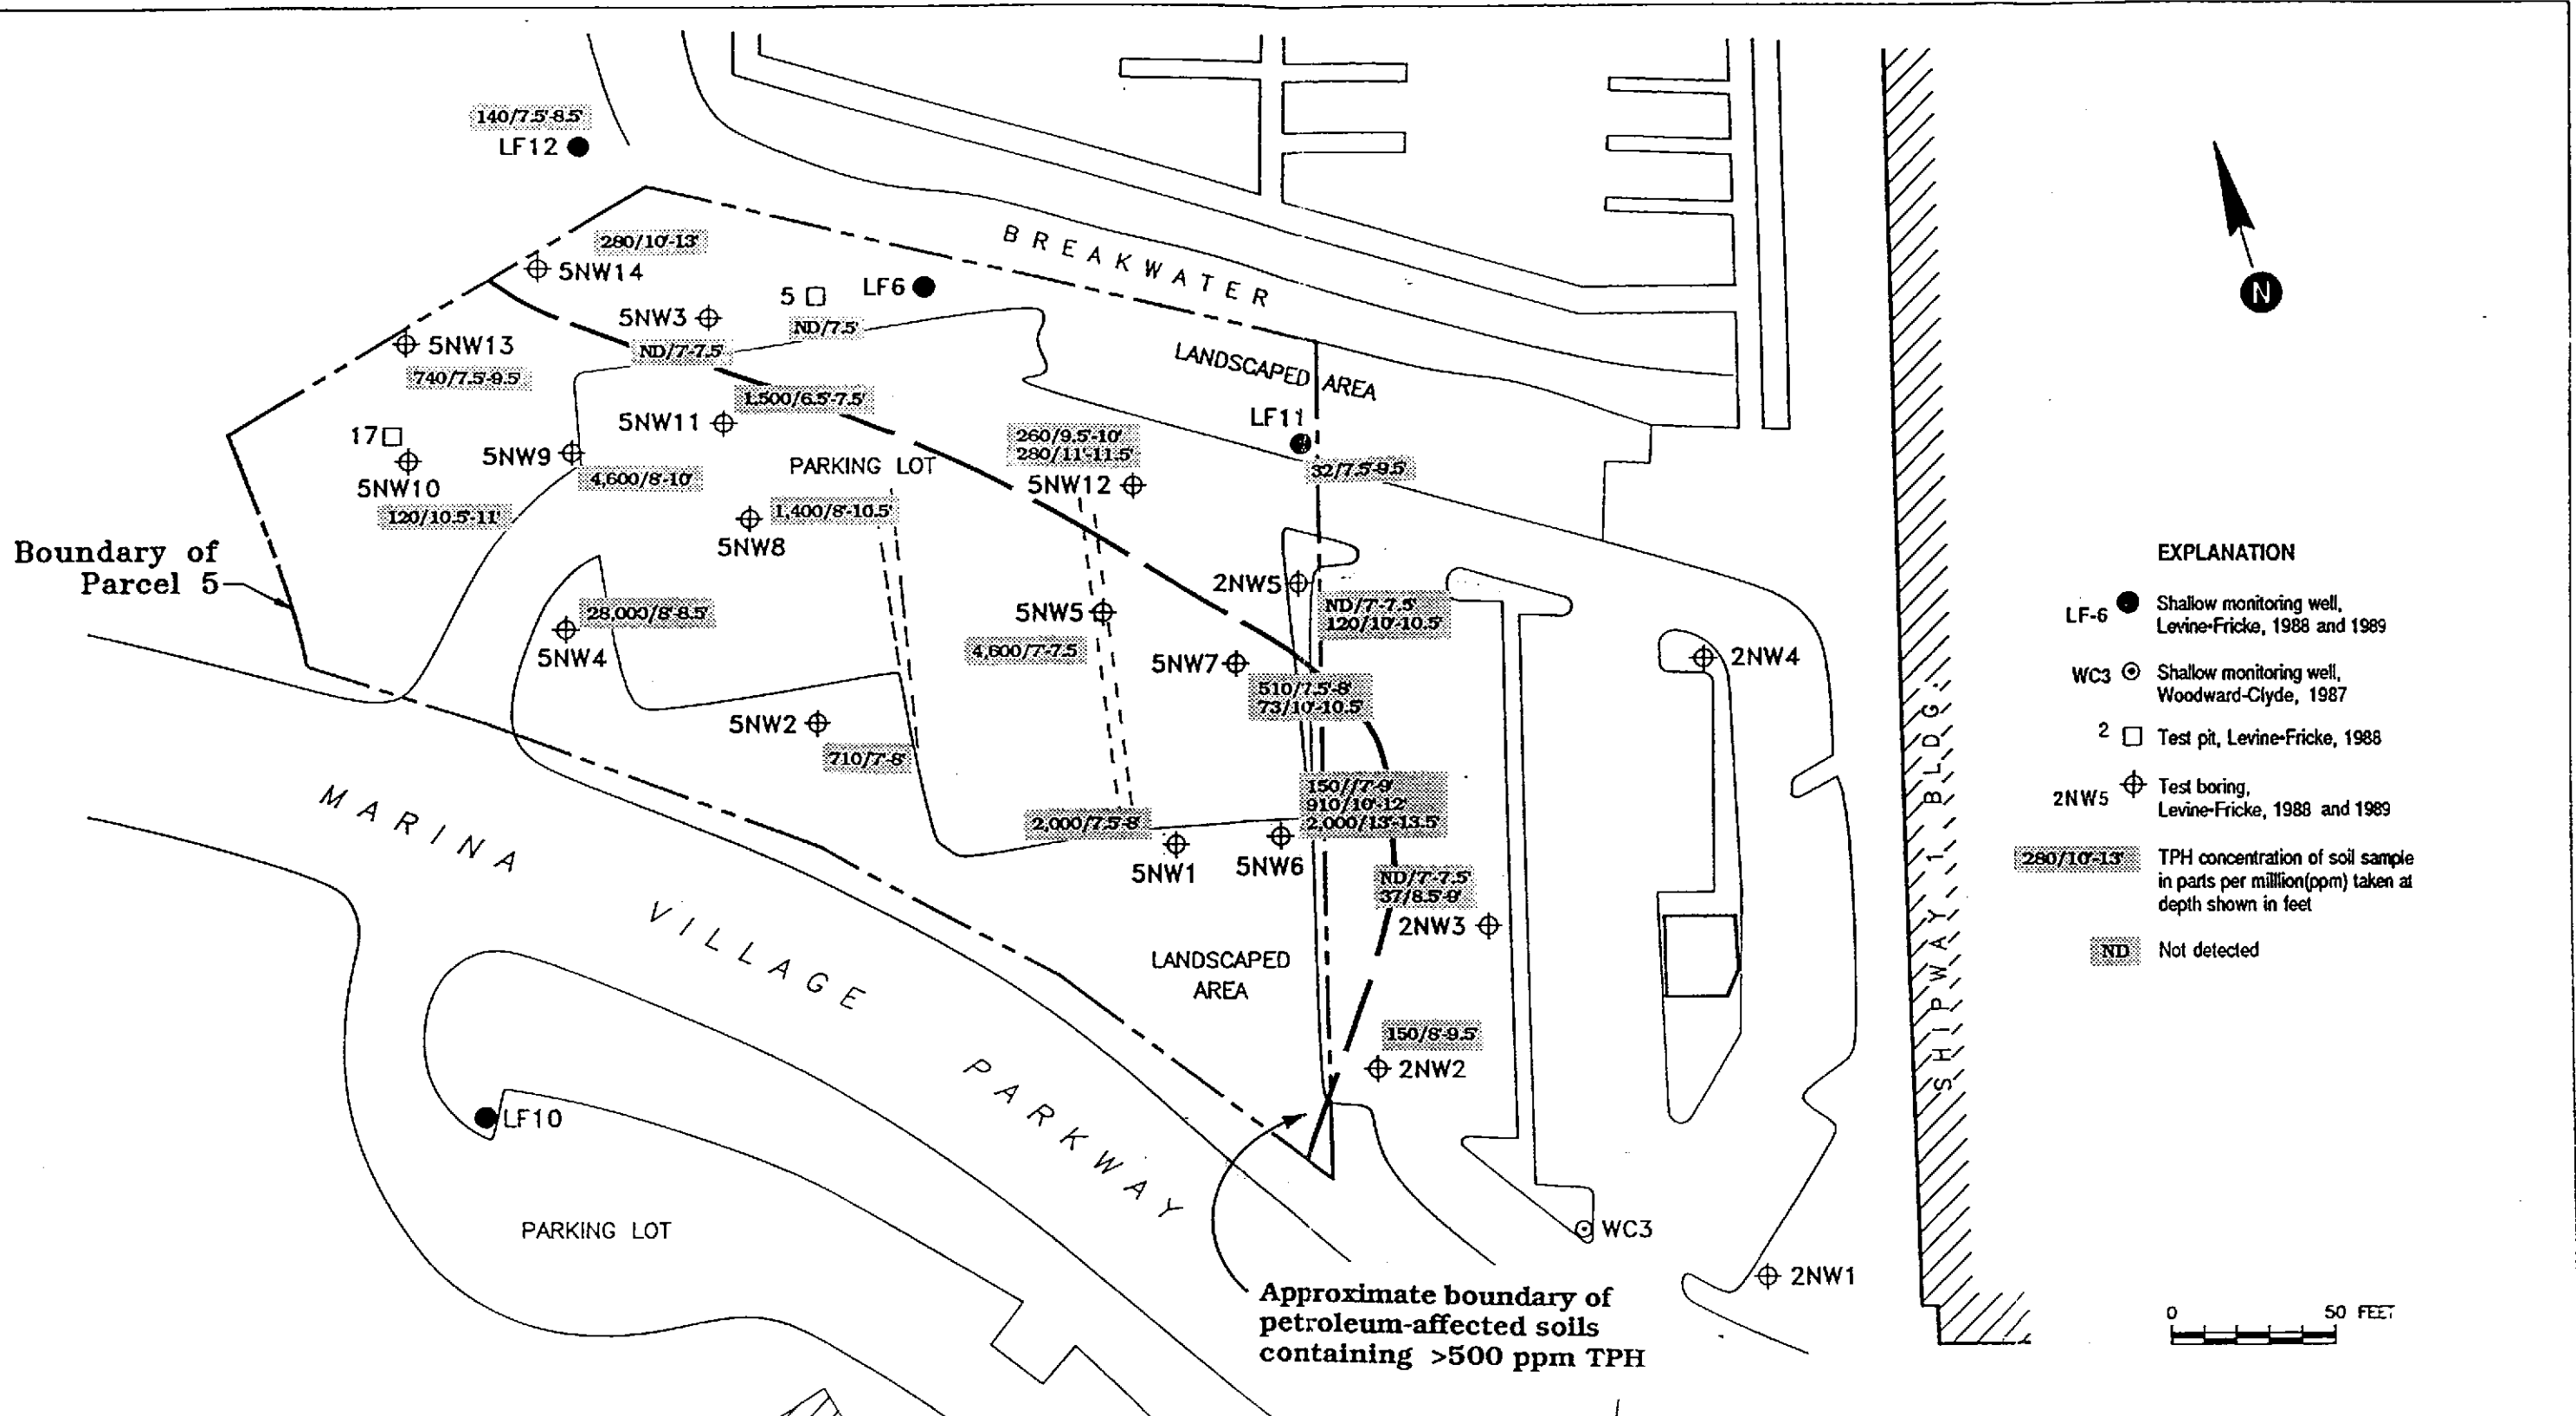 140/7.5'-8.5'
LF12
280/10'-13'
5NW14
BREAKWATER
5
LF6
5NW3
ND/7.5'
ND/7'-7.5'
5NW13
740/7.5'-9.5'
LANDSCAPED AREA
1,500/6.5'-7.5'
5NW11
LF11
17
5NW9
4,600/8'-10'
PARKING LOT
260/9.5'-10'
280/11'-11.5'
5NW12
32/7.5'-9.5'
5NW10
120/10.5'-11'
1,400/8'-10.5'
5NW8
Boundary of
Parcel 5
2NW5
ND/7'-7.5'
120/10'-10.5'
28,000/8'-8.5'
5NW4
5NW5
4,600/7'-7.5
5NW7
2NW4
510/7.5'-8'
73/10'-10.5'
5NW2
710/7'-8'
150//7'-9'
910/10'-12'
2,000/13'-13.5'
2,000/7.5'-8'
5NW1
5NW6
ND/7'-7.5'
37/8.5'-9'
2NW3
LANDSCAPED
AREA
150/8'-9.5'
2NW2
MARINA VILLAGE PARKWAY
LF10
PARKING LOT
WC3
2NW1
Approximate boundary of
petroleum-affected soils
containing >500 ppm TPH
SHIPWAY 1 BLDG.
N
EXPLANATION
LF-6
Shallow monitoring well,
Levine•Fricke, 1988 and 1989
WC3
Shallow monitoring well,
Woodward-Clyde, 1987
2
Test pit, Levine•Fricke, 1988
2NW5
Test boring,
Levine•Fricke, 1988 and 1989
280/10'-13'
TPH concentration of soil sample
in parts per milllion(ppm) taken at
depth shown in feet
ND
Not detected
0 50 FEET